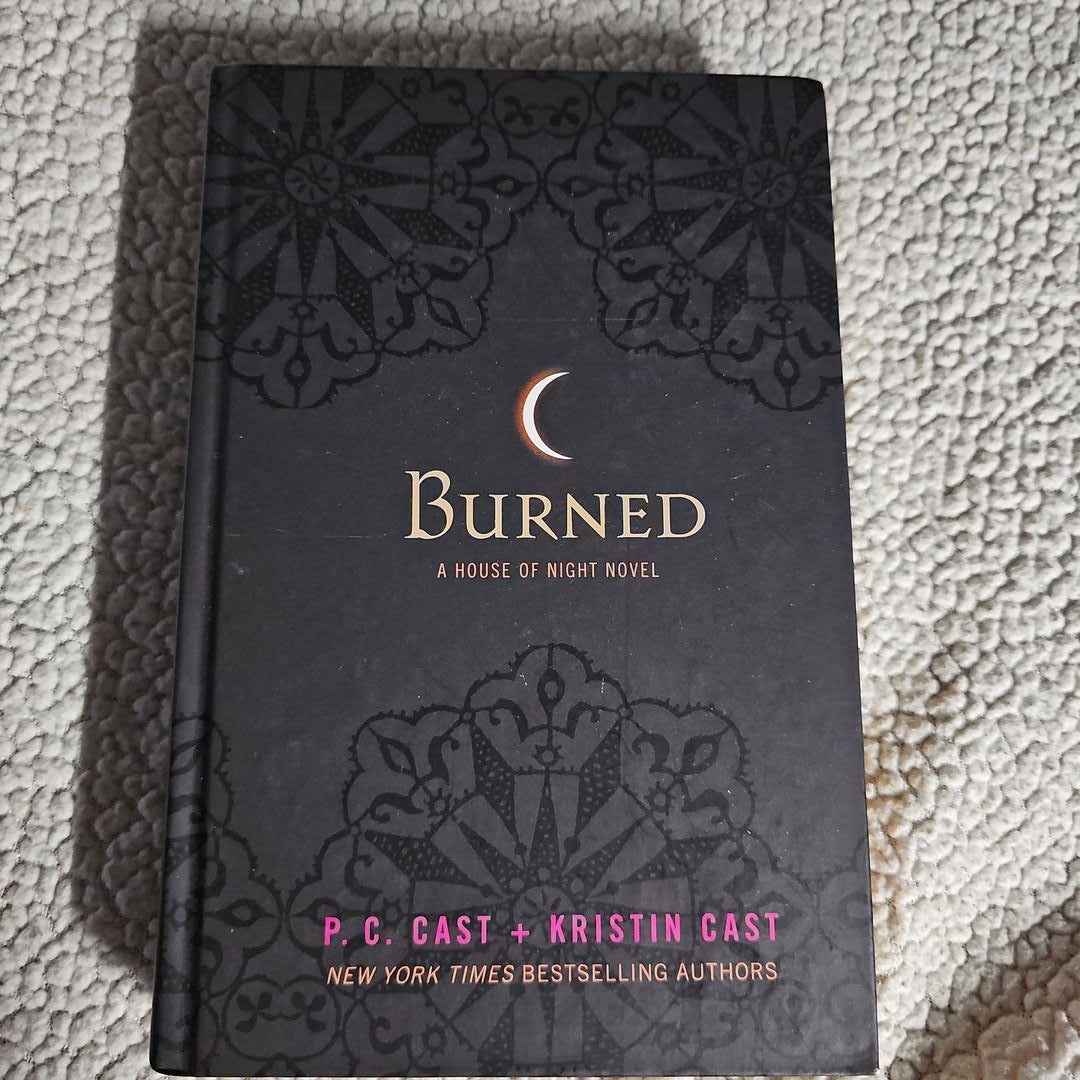 BURNED
A HOUSE OF NIGHT NOVEL
P. C. CAST + KRISTIN CAST
NEW YORK TIMES BESTSELLING AUTHORS